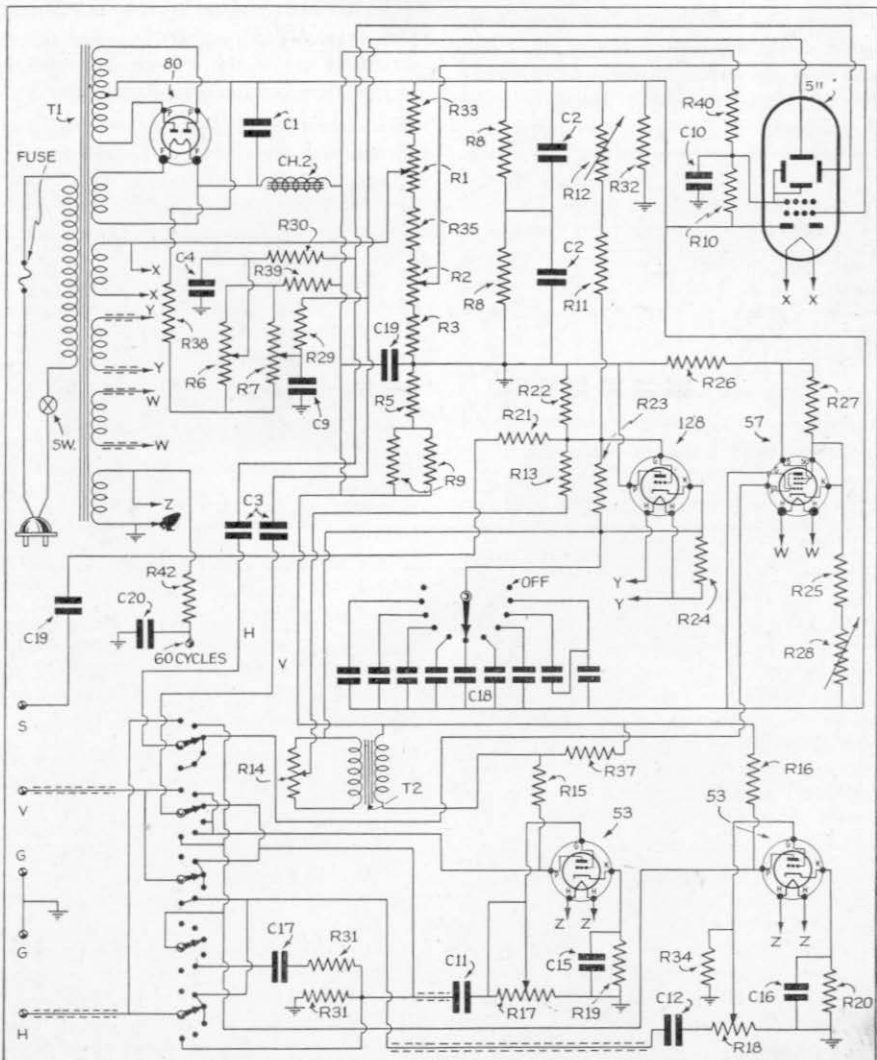 80
T1
FUSE
C1
CH.2
R33
R1
R35
R2
R3
R8
C2
R12
R32
R40
C10
R10
5"
X X
R30
R39
C4
X
X
Y
Y
W
W
R38
R6
R7
R29
C9
C19
R5
R9
R8
C2
R11
R22
R21
R13
R23
R26
128
57
R27
P G K
G S K P
Y
Y
W W
R24
R25
R28
SW.
Z
C3
R42
C20
C19
60 CYCLES
H
V
OFF
C18
S
V
G
G
H
R14
T2
R37
R15
R16
53
53
P G K
H H
P G K
H H
Z Z
Z Z
C17
R31
R31
C11
R17
C15
R19
R34
C12
R18
C16
R20